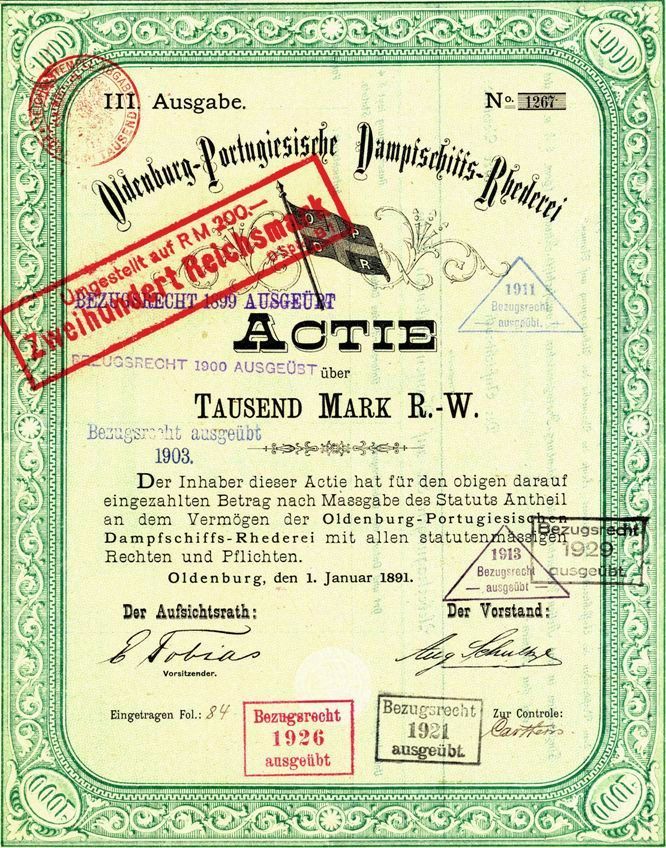 1000
1000
III. Ausgabe.
No. 1267
Oldenburg-Portugiesische Dampfschiffs-Rhederei
O P
D R
Umgestellt auf R M 200.—
Zweihundert Reichsmark
BEZUGSRECHT 1899 AUSGEÜBT
1911
Bezugsrecht
ausgeübt.
ACTIE
BEZUGSRECHT 1900 AUSGEÜBT
über
TAUSEND MARK R.-W.
Bezugsrecht ausgeübt
1903.
Der Inhaber dieser Actie hat für den obigen darauf
eingezahlten Betrag nach Massgabe des Statuts Antheil
an dem Vermögen der Oldenburg-Portugiesischen
Dampfschiffs-Rhederei mit allen statutenmässigen
Rechten und Pflichten.
Bezugsrecht
1929
ausgeübt.
1913
Bezugsrecht
ausgeübt
Oldenburg, den 1. Januar 1891.
Der Aufsichtsrath:
Der Vorstand:
E Tobias
Aug Schultze
Vorsitzender.
Eingetragen Fol.: 84
Bezugsrecht
1926
ausgeübt
Bezugsrecht
1921
ausgeübt.
Zur Controle:
Carstens
1000
1000